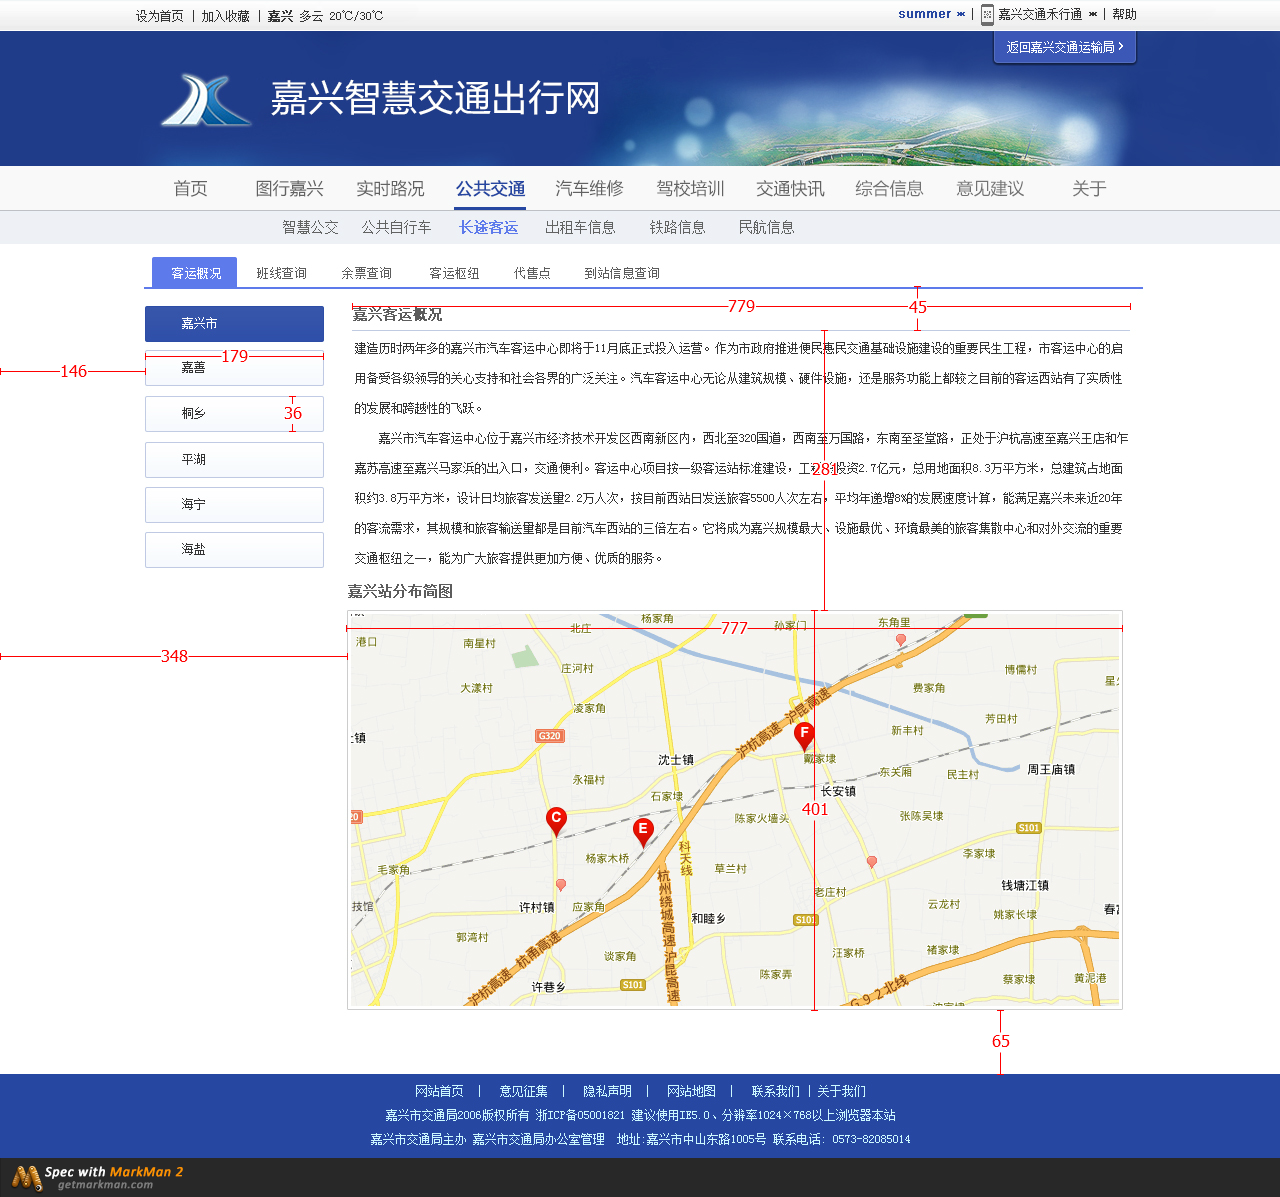 设为首页 | 加入收藏 | 嘉兴 多云 20℃/30℃
summer | 嘉兴交通禾行通 | 帮助
返回嘉兴交通运输局
嘉兴智慧交通出行网
首页 图行嘉兴 实时路况 公共交通 汽车维修 驾校培训 交通快讯 综合信息 意见建议 关于
智慧公交 公共自行车 长途客运 出租车信息 铁路信息 民航信息
客运概况 班线查询 余票查询 客运枢纽 代售点 到站信息查询
779
45
嘉兴客运概况
嘉兴市
179
嘉善
146
桐乡
36
平湖
海宁
海盐
建造历时两年多的嘉兴市汽车客运中心即将于11月底正式投入运营。作为市政府推进便民惠民交通基础设施建设的重要民生工程，市客运中心的启
用备受各级领导的关心支持和社会各界的广泛关注。汽车客运中心无论从建筑规模、硬件设施，还是服务功能上都较之目前的客运西站有了实质性
的发展和跨越性的飞跃。
嘉兴市汽车客运中心位于嘉兴市经济技术开发区西南新区内，西北至320国道，西南至万国路，东南至圣堂路，正处于沪杭高速至嘉兴王店和乍
嘉苏高速至嘉兴马家浜的出入口，交通便利。客运中心项目按一级客运站标准建设，工 投资2.7亿元，总用地面积8.3万平方米，总建筑占地面
281
积约3.8万平方米，设计日均旅客发送量2.2万人次，按目前西站日发送旅客5500人次左右，平均年递增8%的发展速度计算，能满足嘉兴未来近20年
的客流需求，其规模和旅客输送量都是目前汽车西站的三倍左右。它将成为嘉兴规模最大、设施最优、环境最美的旅客集散中心和对外交流的重要
交通枢纽之一，能为广大旅客提供更加方便、优质的服务。
嘉兴站分布简图
杨家角
北庄
777
孙家门
东角里
港口
南星村
348
庄河村
博儒村
大漾村
费家角
星
凌家角
芳田村
沪昆高速
新丰村
镇
G320
沪杭高速
F
沈士镇
戴家埭
周王庙镇
永福村
东关厢
民主村
石家埭
长安镇
401
20
C
E
陈家火墙头
张陈吴埭
S101
科天线
杨家木桥
李家埭
毛家角
草兰村
杭州绕城高速
老庄村
钱塘江镇
技馆
许村镇
应家角
云龙村
春
和睦乡
S101
姚家长埭
郭湾村
杭甬高速
谈家角
沪昆高速
汪家桥
褚家埭
沪杭高速
许巷乡
S101
陈家弄
蔡家埭
黄泥港
G92北线
65
网站首页 | 意见征集 | 隐私声明 | 网站地图 | 联系我们 | 关于我们
嘉兴市交通局2006版权所有 浙ICP备05001821 建议使用IE5.0、分辨率1024×768以上浏览器本站
嘉兴市交通局主办 嘉兴市交通局办公室管理 地址:嘉兴市中山东路1005号 联系电话: 0573-82085014
Spec with MarkMan 2
getmarkman.com